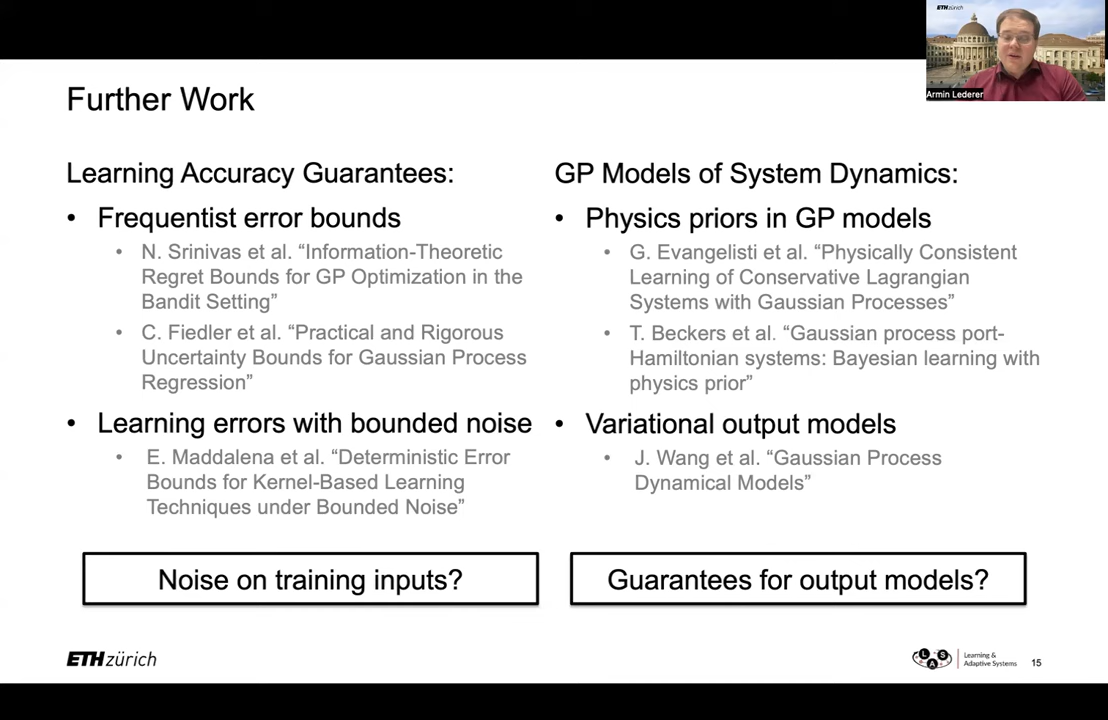 ETHzürich
Armin Lederer
Further Work
Learning Accuracy Guarantees:
• Frequentist error bounds
• N. Srinivas et al. “Information-Theoretic
Regret Bounds for GP Optimization in the
Bandit Setting”
• C. Fiedler et al. “Practical and Rigorous
Uncertainty Bounds for Gaussian Process
Regression”
• Learning errors with bounded noise
• E. Maddalena et al. “Deterministic Error
Bounds for Kernel-Based Learning
Techniques under Bounded Noise”
Noise on training inputs?
GP Models of System Dynamics:
• Physics priors in GP models
• G. Evangelisti et al. “Physically Consistent
Learning of Conservative Lagrangian
Systems with Gaussian Processes”
• T. Beckers et al. “Gaussian process port-
Hamiltonian systems: Bayesian learning with
physics prior”
• Variational output models
• J. Wang et al. “Gaussian Process
Dynamical Models”
Guarantees for output models?
ETHzürich
LAS
Learning &
Adaptive Systems
15